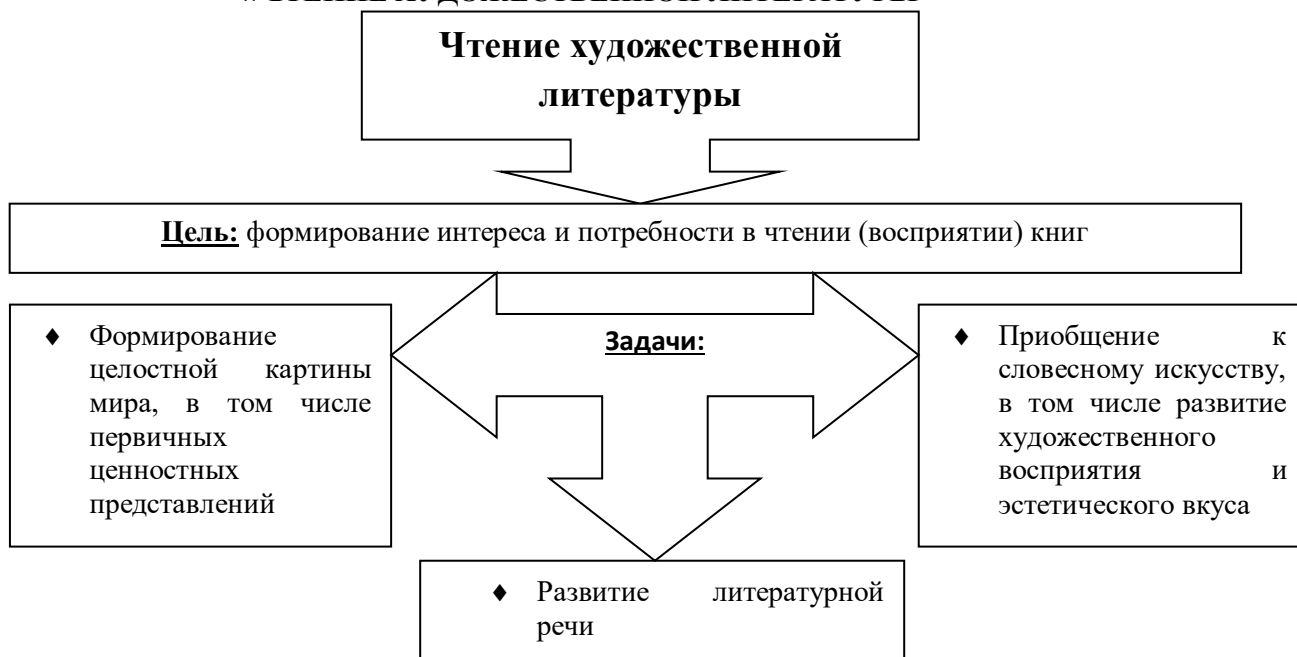 Чтение художественной
литературы
Цель: формирование интереса и потребности в чтении (восприятии) книг
Задачи:
♦ Формирование
целостной картины
мира, в том числе
первичных
ценностных
представлений
♦ Приобщение к
словесному искусству,
в том числе развитие
художественного
восприятия и
эстетического вкуса
♦ Развитие литературной
речи